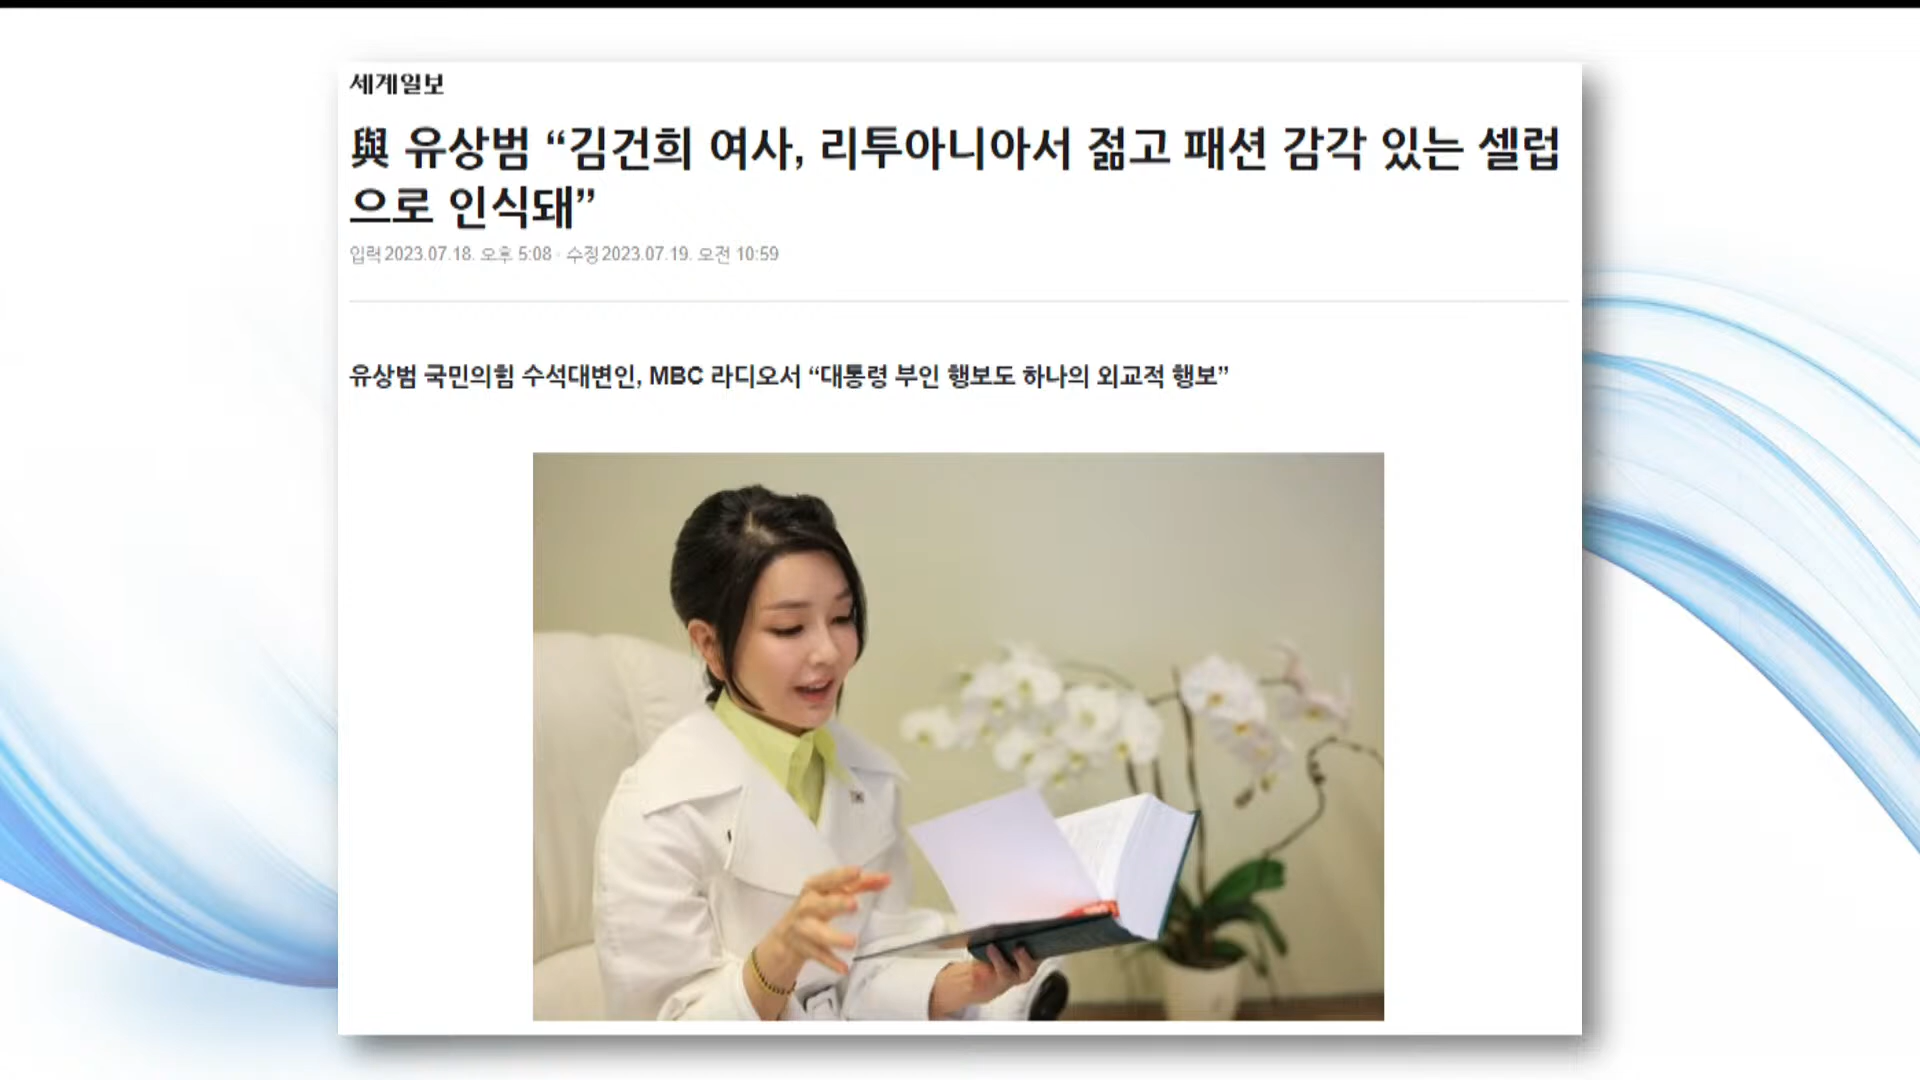 세계일보
與 유상범 “김건희 여사, 리투아니아서 젊고 패션 감각 있는 셀럽
으로 인식돼”
입력 2023.07.18. 오후 5:08 · 수정 2023.07.19. 오전 10:59
유상범 국민의힘 수석대변인, MBC 라디오서 “대통령 부인 행보도 하나의 외교적 행보”